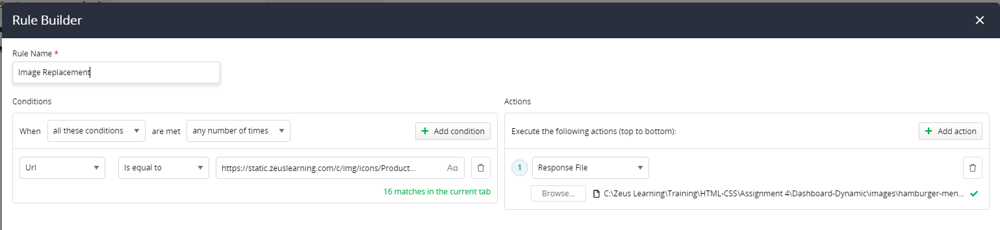 Rule Builder
Rule Name *
Image Replacement
Conditions
When all these conditions are met any number of times Add condition
Url Is equal to https://static.zeuslearning.com/c/img/icons/Product... Aa
16 matches in the current tab
Actions
Execute the following actions (top to bottom): Add action
1 Response File
Browse... C:\Zeus Learning\Training\HTML-CSS\Assignment 4\Dashboard-Dynamic\images\hamburger-men...